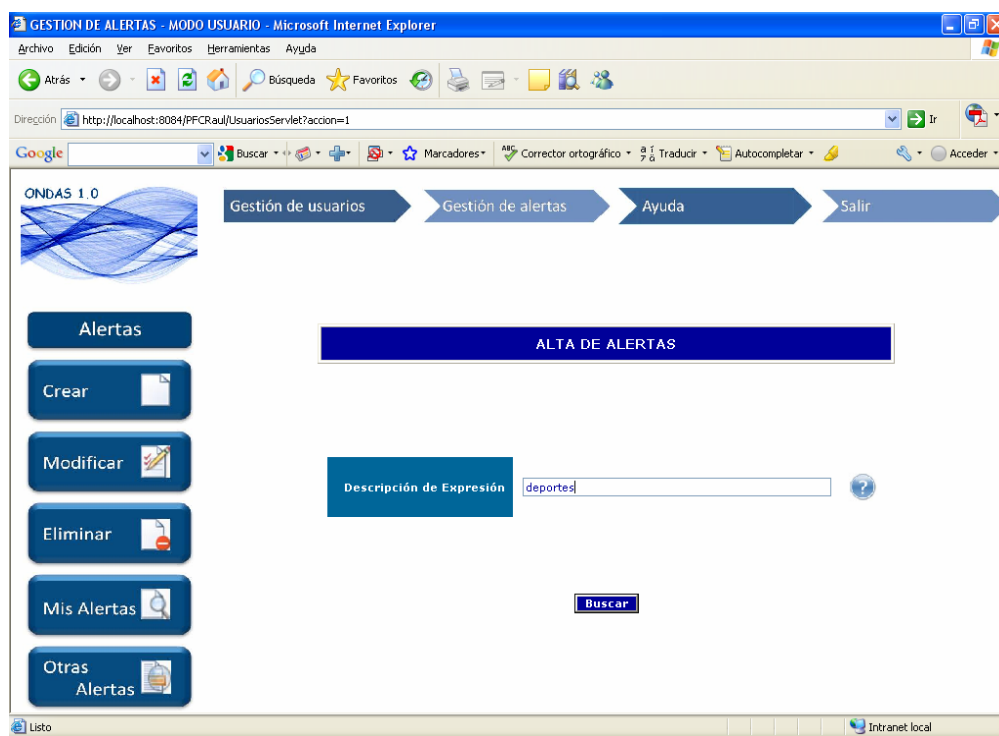 GESTION DE ALERTAS - MODO USUARIO - Microsoft Internet Explorer
Archivo Edición Ver Favoritos Herramientas Ayuda
Atrás Búsqueda Favoritos
Dirección http://localhost:8084/PFCRaul/UsuariosServlet?accion=1 Ir
Google Buscar Marcadores ABC Corrector ortográfico Traducir Autocompletar Acceder
ONDAS 1.0
Gestión de usuarios Gestión de alertas Ayuda Salir
Alertas
ALTA DE ALERTAS
Crear
Modificar
Descripción de Expresión deportes ?
Eliminar
Buscar
Mis Alertas
Otras
Alertas
Listo Intranet local